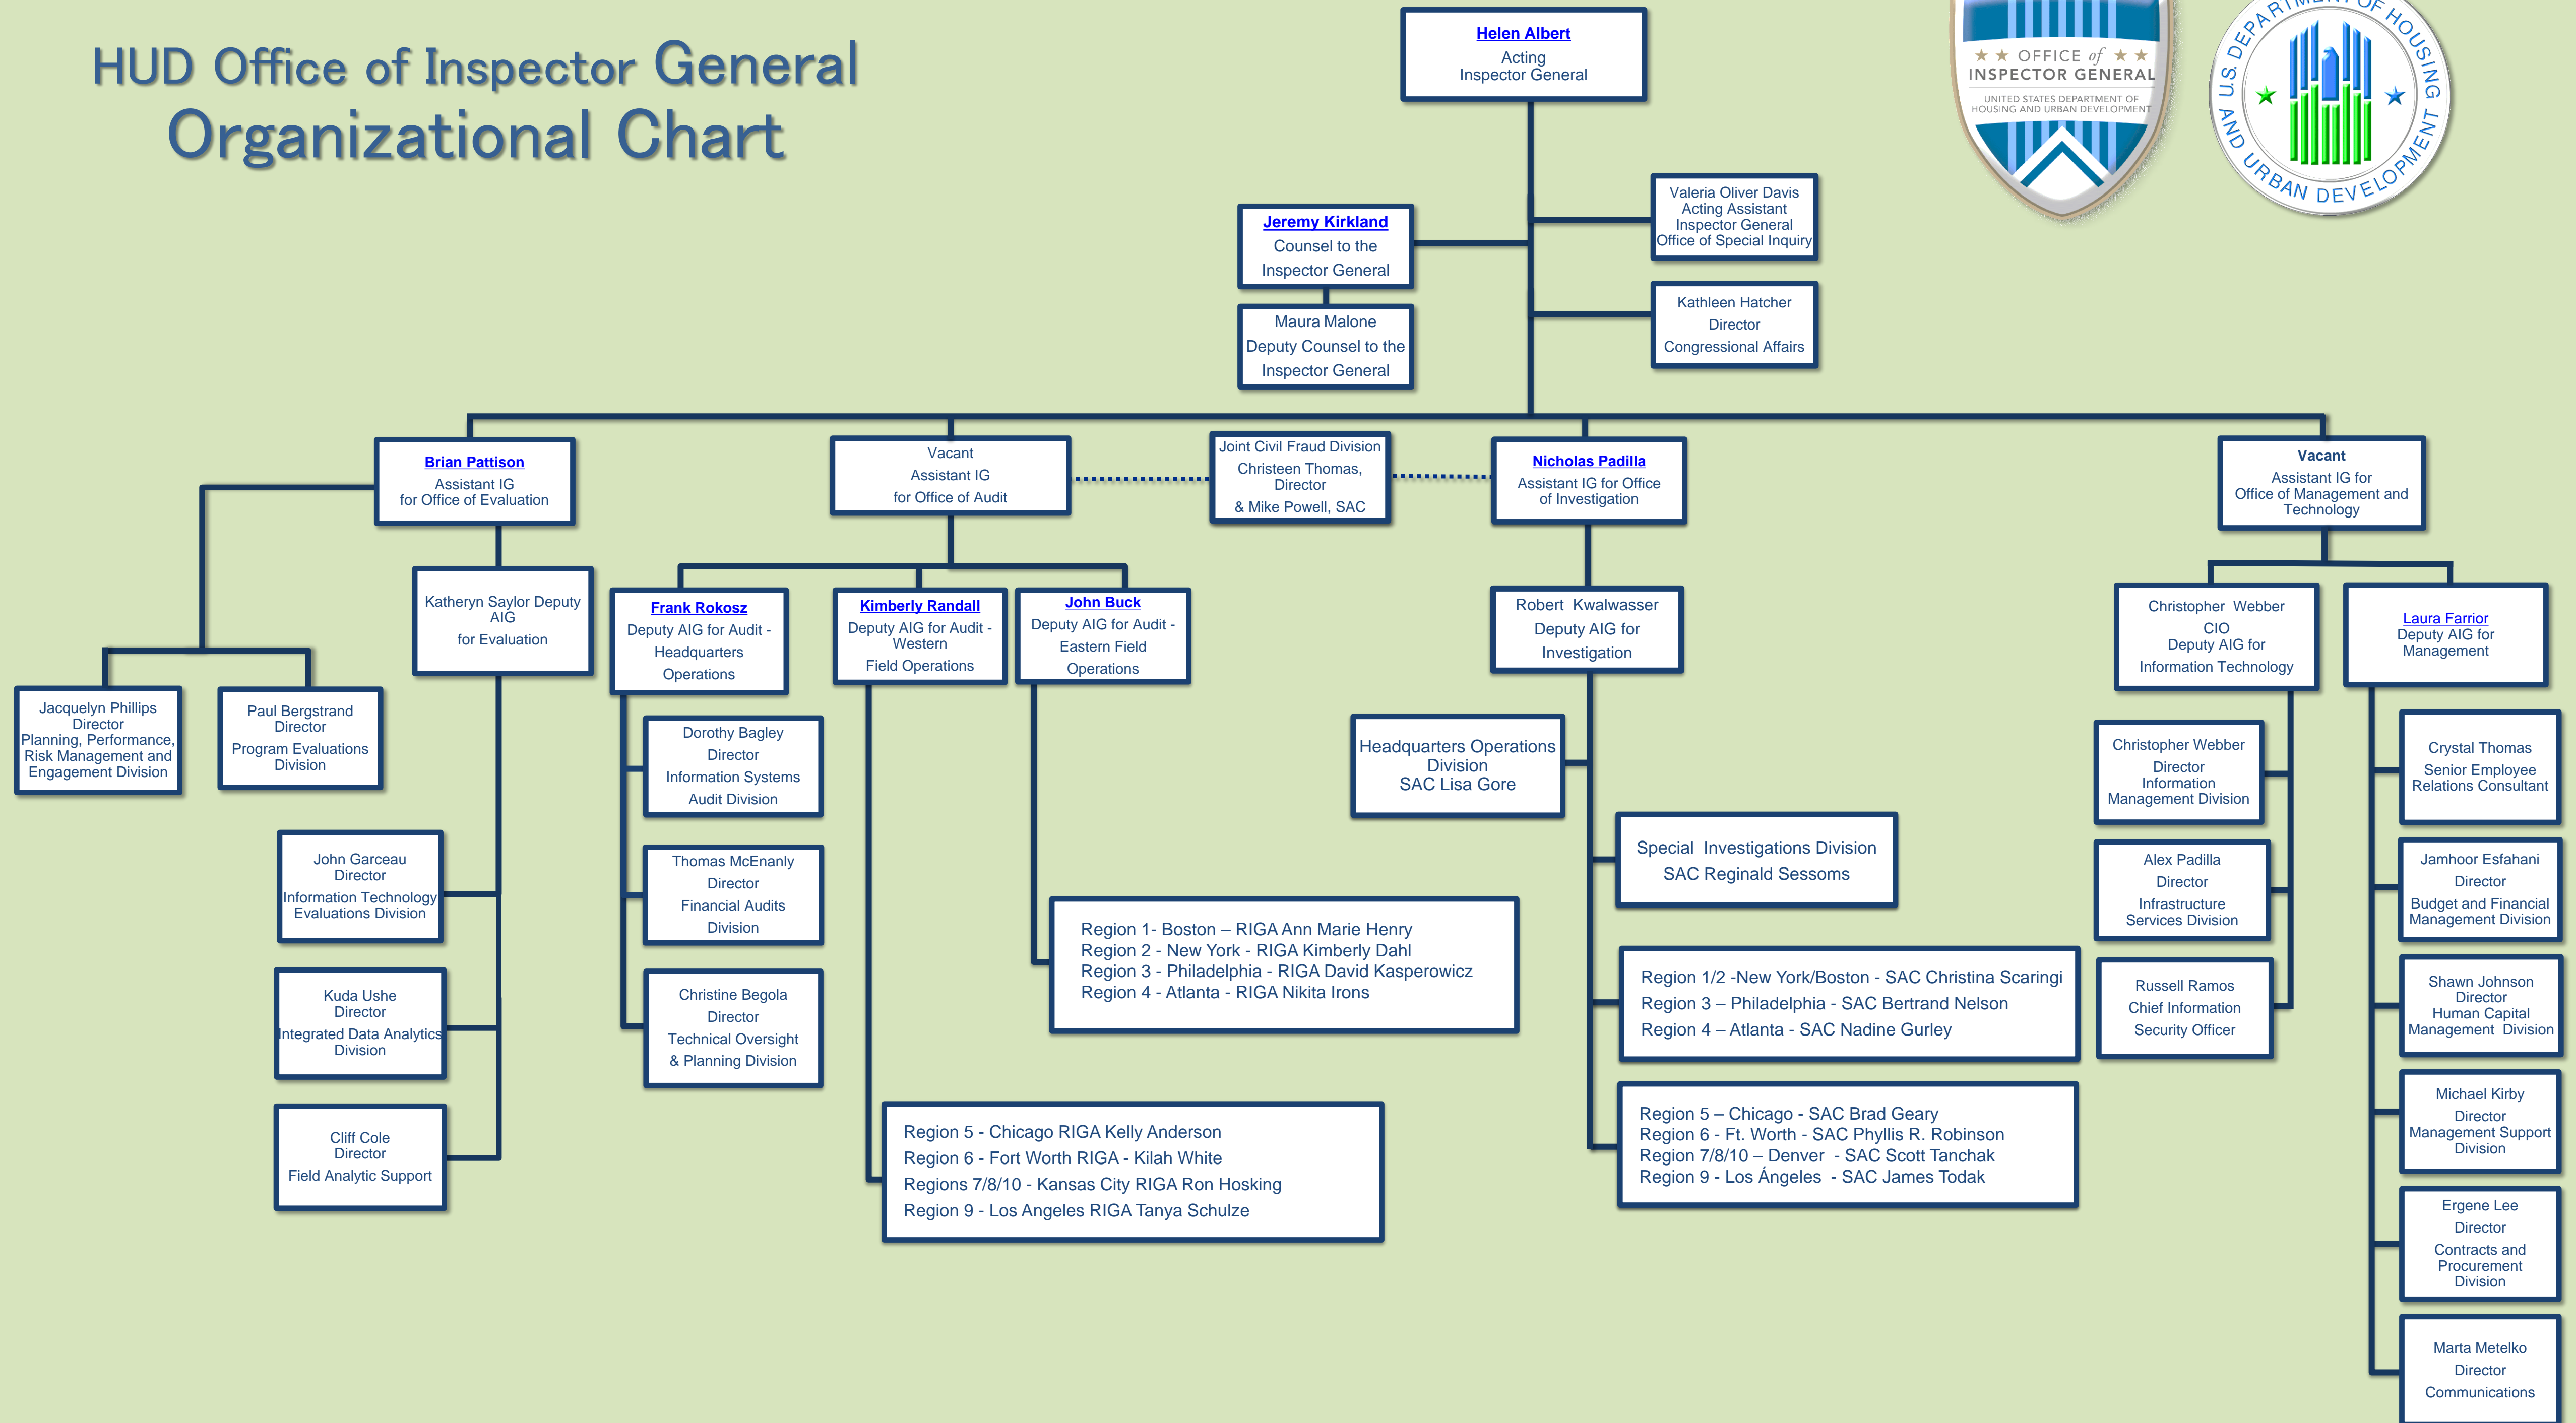 HUD Office of Inspector General
Organizational Chart
★ ★ OFFICE of ★ ★
INSPECTOR GENERAL
UNITED STATES DEPARTMENT OF
HOUSING AND URBAN DEVELOPMENT
U.S. DEPARTMENT OF HOUSING
AND URBAN DEVELOPMENT
Helen Albert
Acting
Inspector General
Jeremy Kirkland
Counsel to the
Inspector General
Maura Malone
Deputy Counsel to the
Inspector General
Valeria Oliver Davis
Acting Assistant
Inspector General
Office of Special Inquiry
Kathleen Hatcher
Director
Congressional Affairs
Brian Pattison
Assistant IG
for Office of Evaluation
Vacant
Assistant IG
for Office of Audit
Joint Civil Fraud Division
Christeen Thomas,
Director
& Mike Powell, SAC
Nicholas Padilla
Assistant IG for Office
of Investigation
Vacant
Assistant IG for
Office of Management and
Technology
Katheryn Saylor Deputy
AIG
for Evaluation
Jacquelyn Phillips
Director
Planning, Performance,
Risk Management and
Engagement Division
Paul Bergstrand
Director
Program Evaluations
Division
John Garceau
Director
Information Technology
Evaluations Division
Kuda Ushe
Director
Integrated Data Analytics
Division
Cliff Cole
Director
Field Analytic Support
Frank Rokosz
Deputy AIG for Audit -
Headquarters
Operations
Dorothy Bagley
Director
Information Systems
Audit Division
Thomas McEnanly
Director
Financial Audits
Division
Christine Begola
Director
Technical Oversight
& Planning Division
Kimberly Randall
Deputy AIG for Audit -
Western
Field Operations
Region 5 - Chicago RIGA Kelly Anderson
Region 6 - Fort Worth RIGA - Kilah White
Regions 7/8/10 - Kansas City RIGA Ron Hosking
Region 9 - Los Angeles RIGA Tanya Schulze
John Buck
Deputy AIG for Audit -
Eastern Field
Operations
Region 1- Boston – RIGA Ann Marie Henry
Region 2 - New York - RIGA Kimberly Dahl
Region 3 - Philadelphia - RIGA David Kasperowicz
Region 4 - Atlanta - RIGA Nikita Irons
Robert Kwalwasser
Deputy AIG for
Investigation
Headquarters Operations
Division
SAC Lisa Gore
Special Investigations Division
SAC Reginald Sessoms
Region 1/2 -New York/Boston - SAC Christina Scaringi
Region 3 – Philadelphia - SAC Bertrand Nelson
Region 4 – Atlanta - SAC Nadine Gurley
Region 5 – Chicago - SAC Brad Geary
Region 6 - Ft. Worth - SAC Phyllis R. Robinson
Region 7/8/10 – Denver - SAC Scott Tanchak
Region 9 - Los Ángeles - SAC James Todak
Christopher Webber
CIO
Deputy AIG for
Information Technology
Christopher Webber
Director
Information
Management Division
Alex Padilla
Director
Infrastructure
Services Division
Russell Ramos
Chief Information
Security Officer
Laura Farrior
Deputy AIG for
Management
Crystal Thomas
Senior Employee
Relations Consultant
Jamhoor Esfahani
Director
Budget and Financial
Management Division
Shawn Johnson
Director
Human Capital
Management Division
Michael Kirby
Director
Management Support
Division
Ergene Lee
Director
Contracts and
Procurement
Division
Marta Metelko
Director
Communications